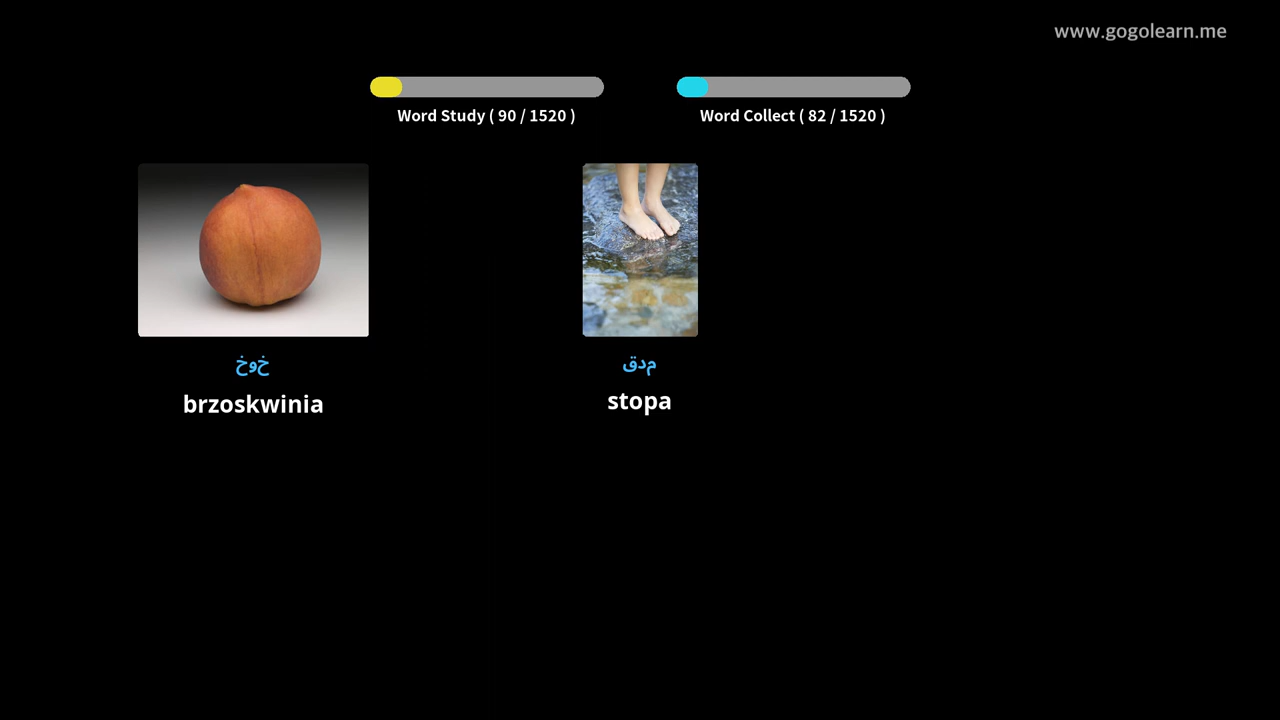 www.gogolearn.me
Word Study ( 90 / 1520 )
Word Collect ( 82 / 1520 )
خوخ
brzoskwinia
مدق
stopa